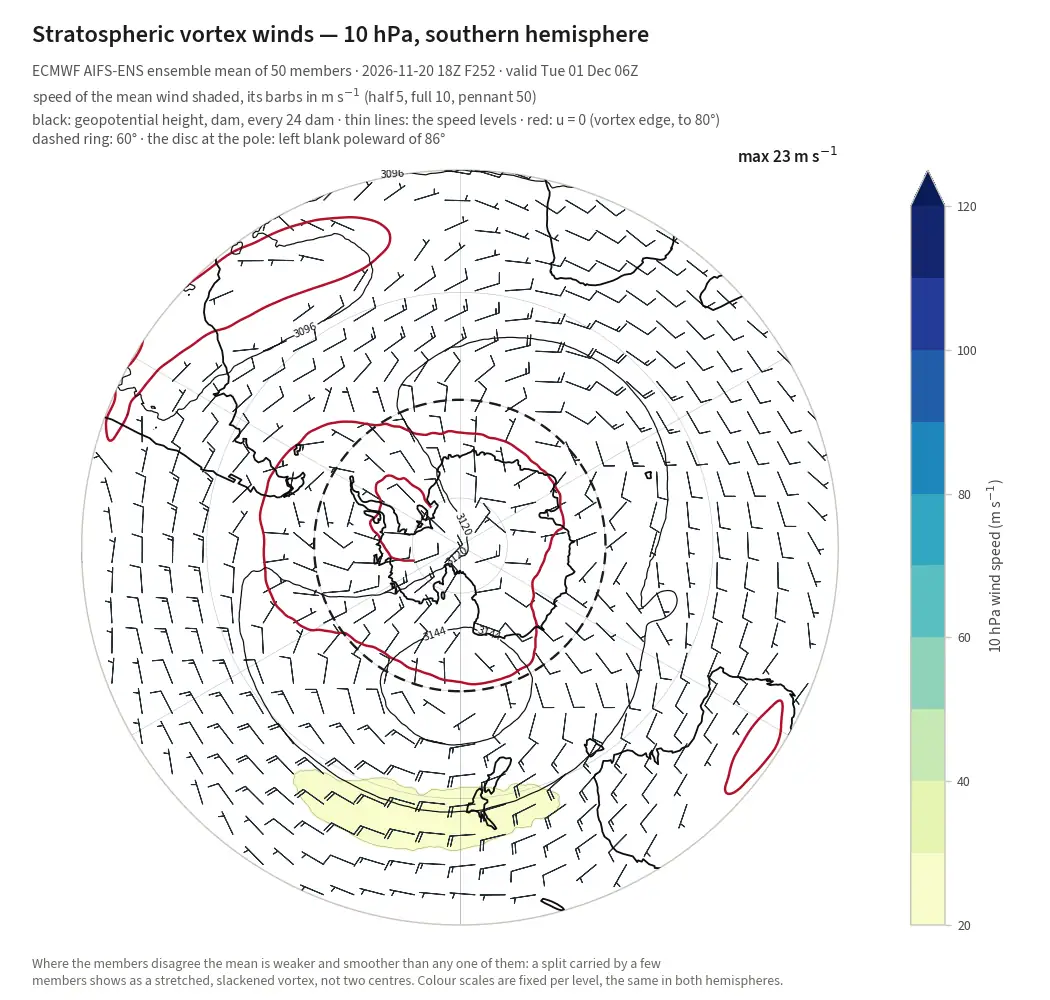 Stratospheric vortex winds — 10 hPa, southern hemisphere
ECMWF AIFS-ENS ensemble mean of 50 members · 2026-11-20 18Z F252 · valid Tue 01 Dec 06Z
speed of the mean wind shaded, its barbs in m s⁻¹ (half 5, full 10, pennant 50)
black: geopotential height, dam, every 24 dam · thin lines: the speed levels · red: u = 0 (vortex edge, to 80°)
dashed ring: 60° · the disc at the pole: left blank poleward of 86°
max 23 m s⁻¹
3096
3096
3120
3120
3144
120
100
80
60
40
20
10 hPa wind speed (m s⁻¹)
Where the members disagree the mean is weaker and smoother than any one of them: a split carried by a few
members shows as a stretched, slackened vortex, not two centres. Colour scales are fixed per level, the same in both hemispheres.